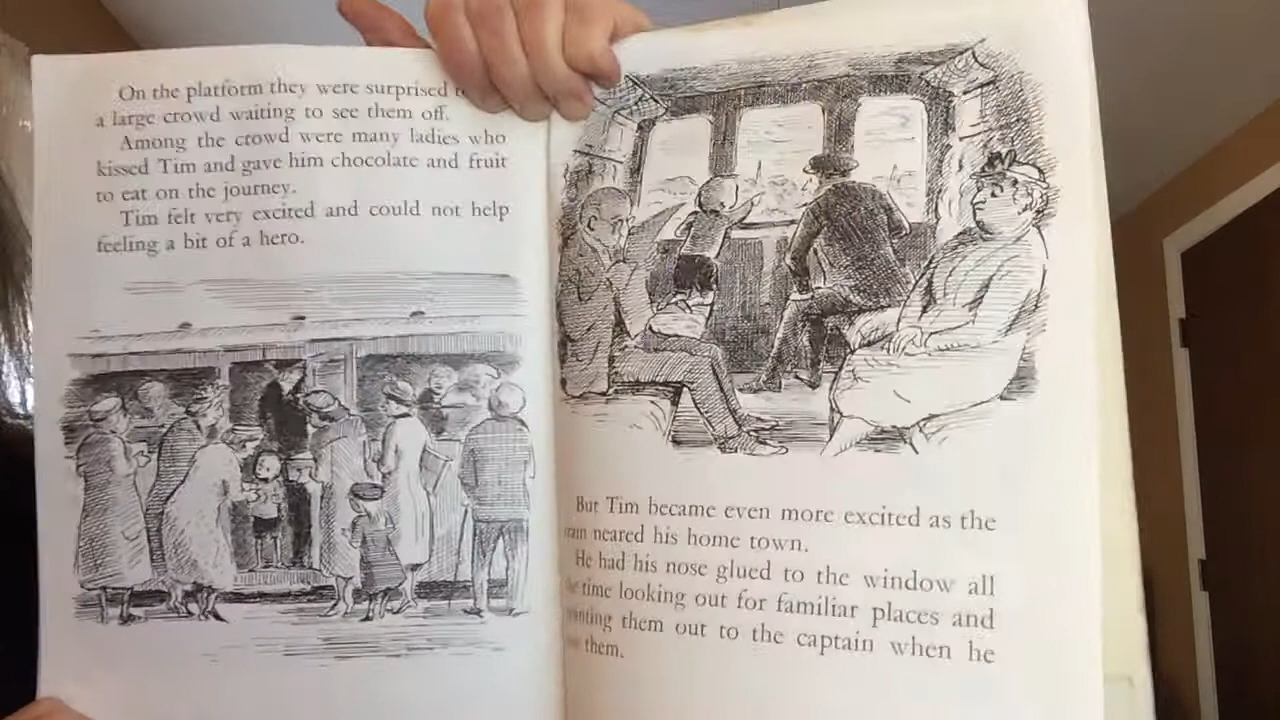 On the platform they were surprised
a large crowd waiting to see them off.
Among the crowd were many ladies who
kissed Tim and gave him chocolate and fruit
to eat on the journey.
Tim felt very excited and could not help
feeling a bit of a hero.
But Tim became even more excited as the
neared his home town.
He had his nose glued to the window all
time looking out for familiar places and
them out to the captain when he
them.